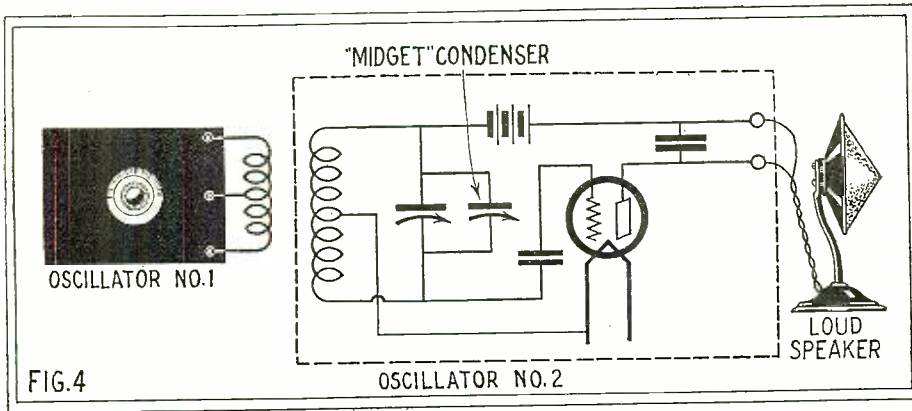 "MIDGET" CONDENSER
OSCILLATOR NO.1
LOUD
SPEAKER
FIG.4
OSCILLATOR NO.2